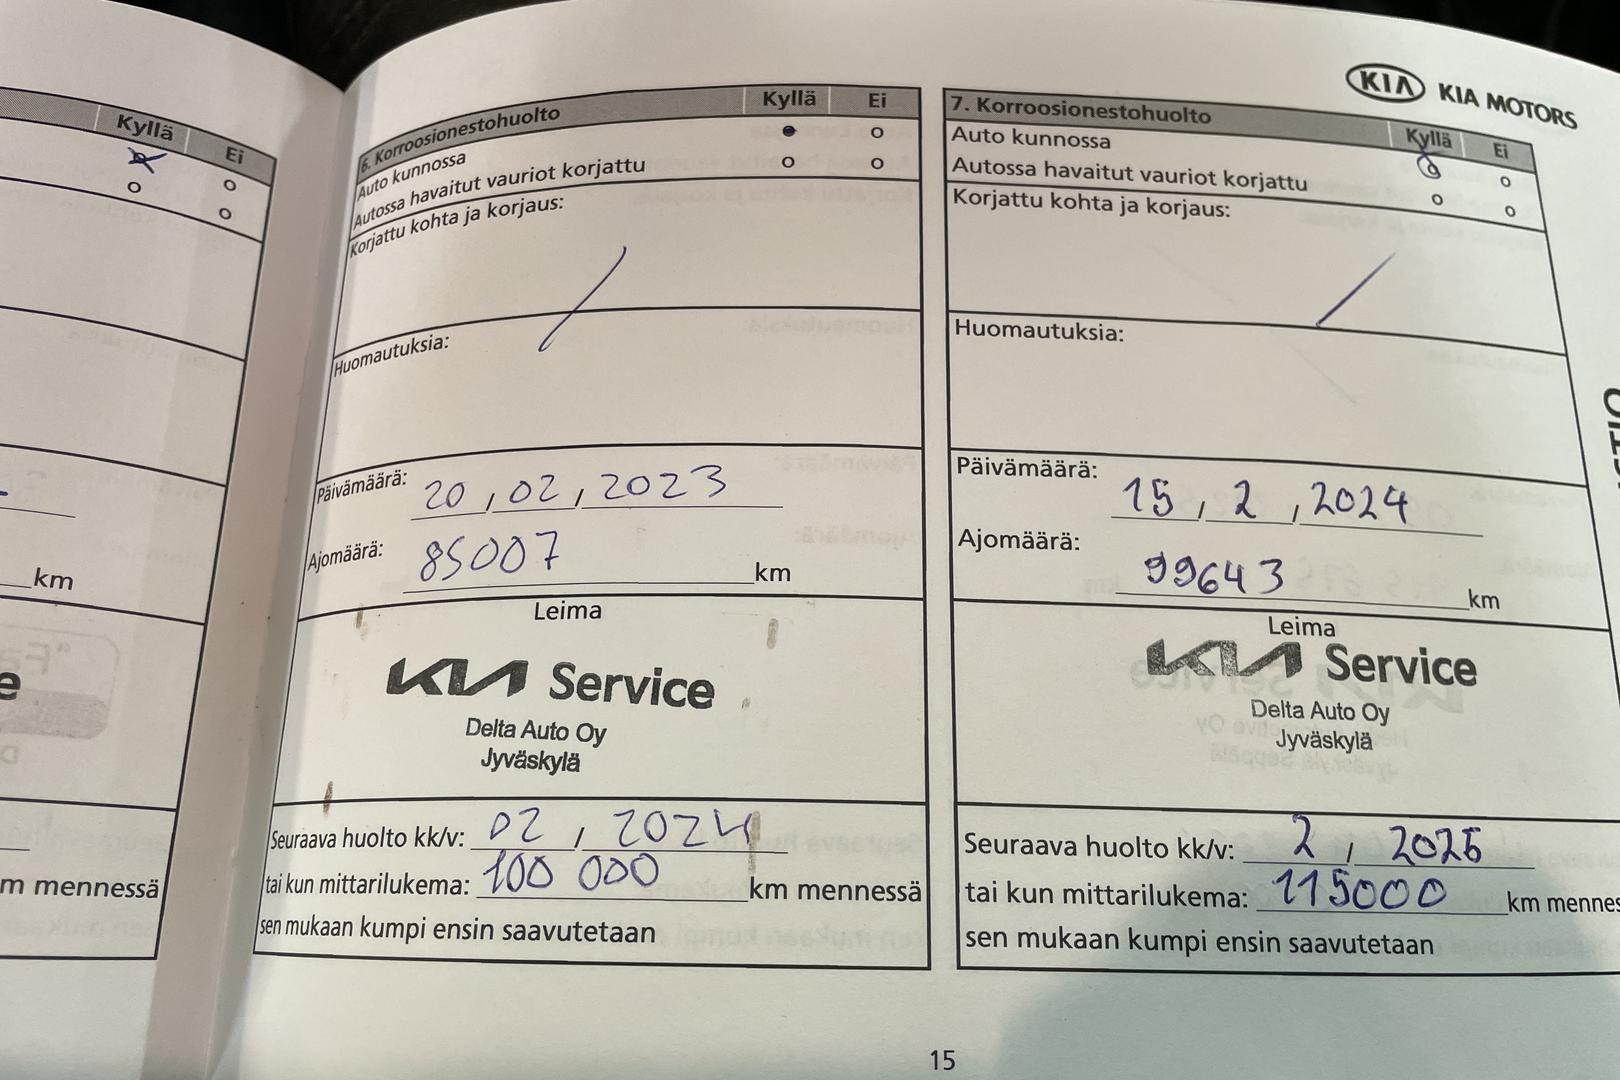 Kyllä Ei
km
m mennessä
6. Korroosionestohuolto Kyllä Ei
Auto kunnossa
Autossa havaitut vauriot korjattu
Korjattu kohta ja korjaus:
Huomautuksia:
Päivämäärä: 20 , 02 , 2023
Ajomäärä: 85007 km
Leima
KIA Service
Delta Auto Oy
Jyväskylä
Seuraava huolto kk/v: 02 , 2024
tai kun mittarilukema: 100 000 km mennessä
sen mukaan kumpi ensin saavutetaan
KIA KIA MOTORS
7. Korroosionestohuolto Kyllä Ei
Auto kunnossa
Autossa havaitut vauriot korjattu
Korjattu kohta ja korjaus:
Huomautuksia:
Päivämäärä: 15 , 2 , 2024
Ajomäärä: 99643 km
Leima
KIA Service
Delta Auto Oy
Jyväskylä
Seuraava huolto kk/v: 2 , 2025
tai kun mittarilukema: 115000 km mennes
sen mukaan kumpi ensin saavutetaan
15